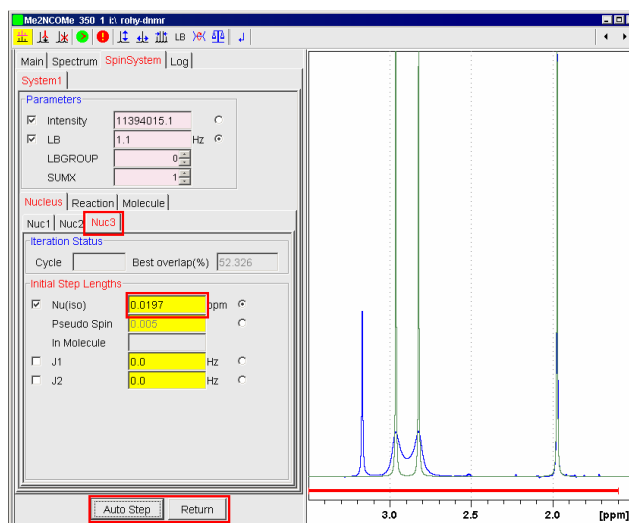 Me2NCOMe 350 1 i:\ rohy-dnmr
LB
Main Spectrum SpinSystem Log
System1
Parameters
Intensity 11394015.1
LB 1.1 Hz
LBGROUP 0
SUMX 1
Nucleus Reaction Molecule
Nuc1 Nuc2 Nuc3
Iteration Status
Cycle Best overlap(%) 52.326
Initial Step Lengths
Nu(iso) 0.0197 ppm
Pseudo Spin 0.005
In Molecule
J1 0.0 Hz
J2 0.0 Hz
Auto Step Return
3.0 2.5 2.0 [ppm]